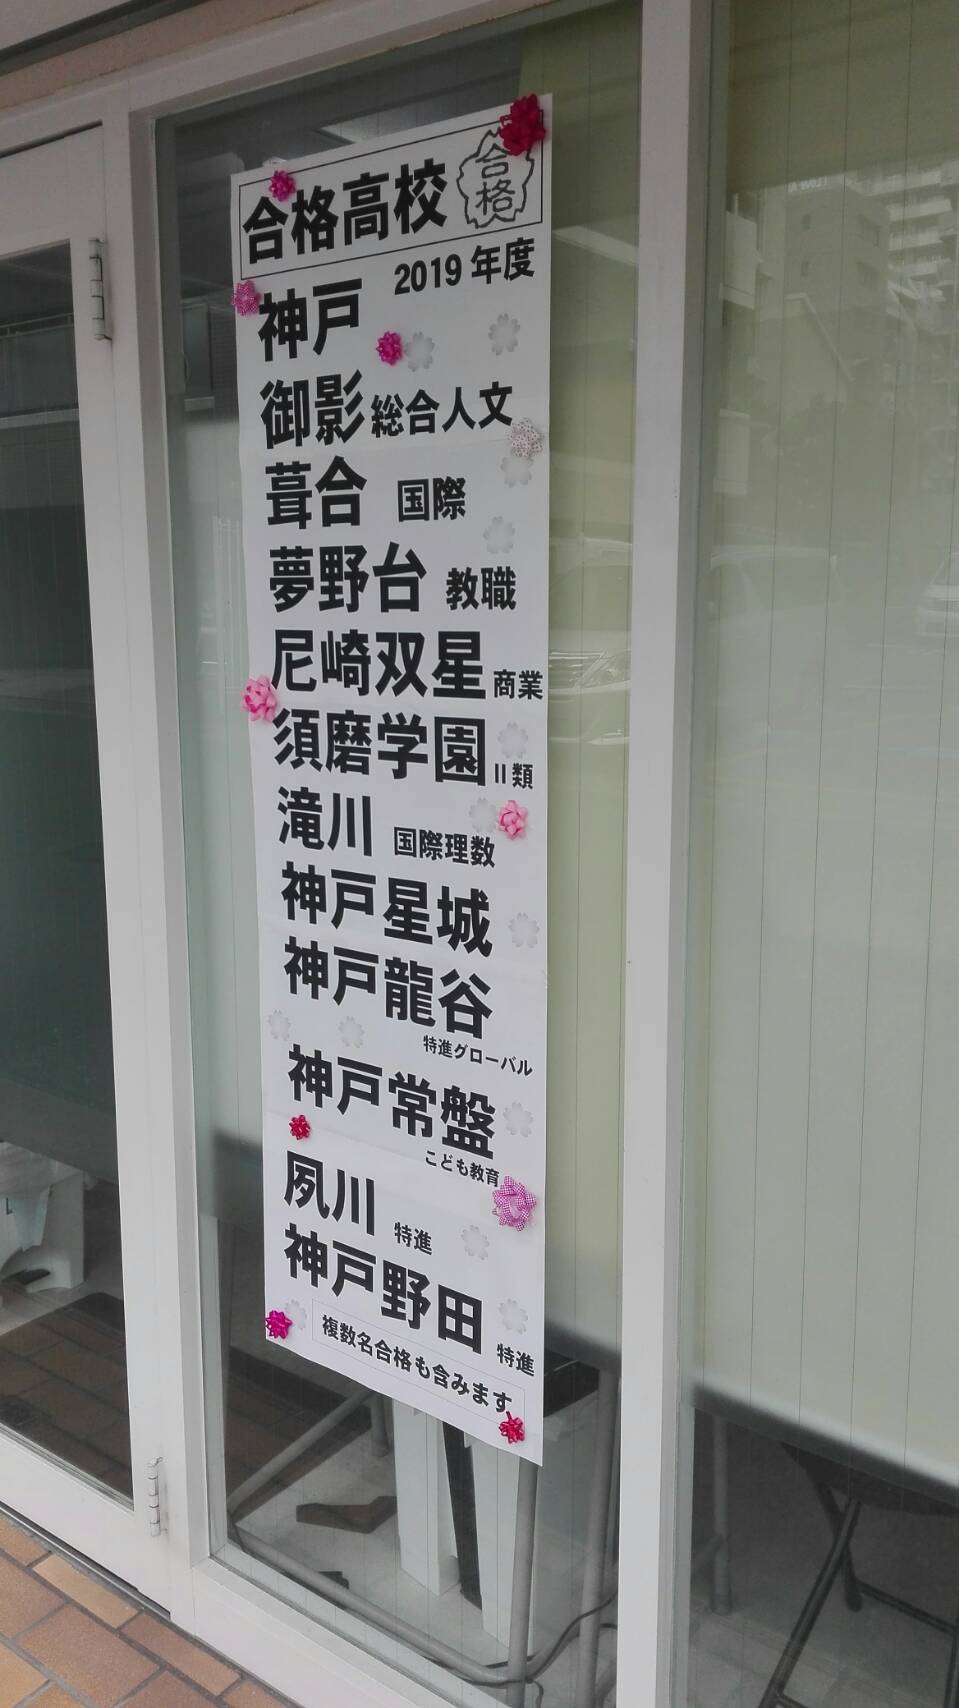 合格高校
合格
2019年度
神戸
御影 総合人文
葺合 国際
夢野台 教職
尼崎双星 商業
須磨学園 II類
滝川 国際理数
神戸星城
神戸龍谷
特進グローバル
神戸常盤
こども教育
夙川 特進
神戸野田 特進
複数名合格も含みます